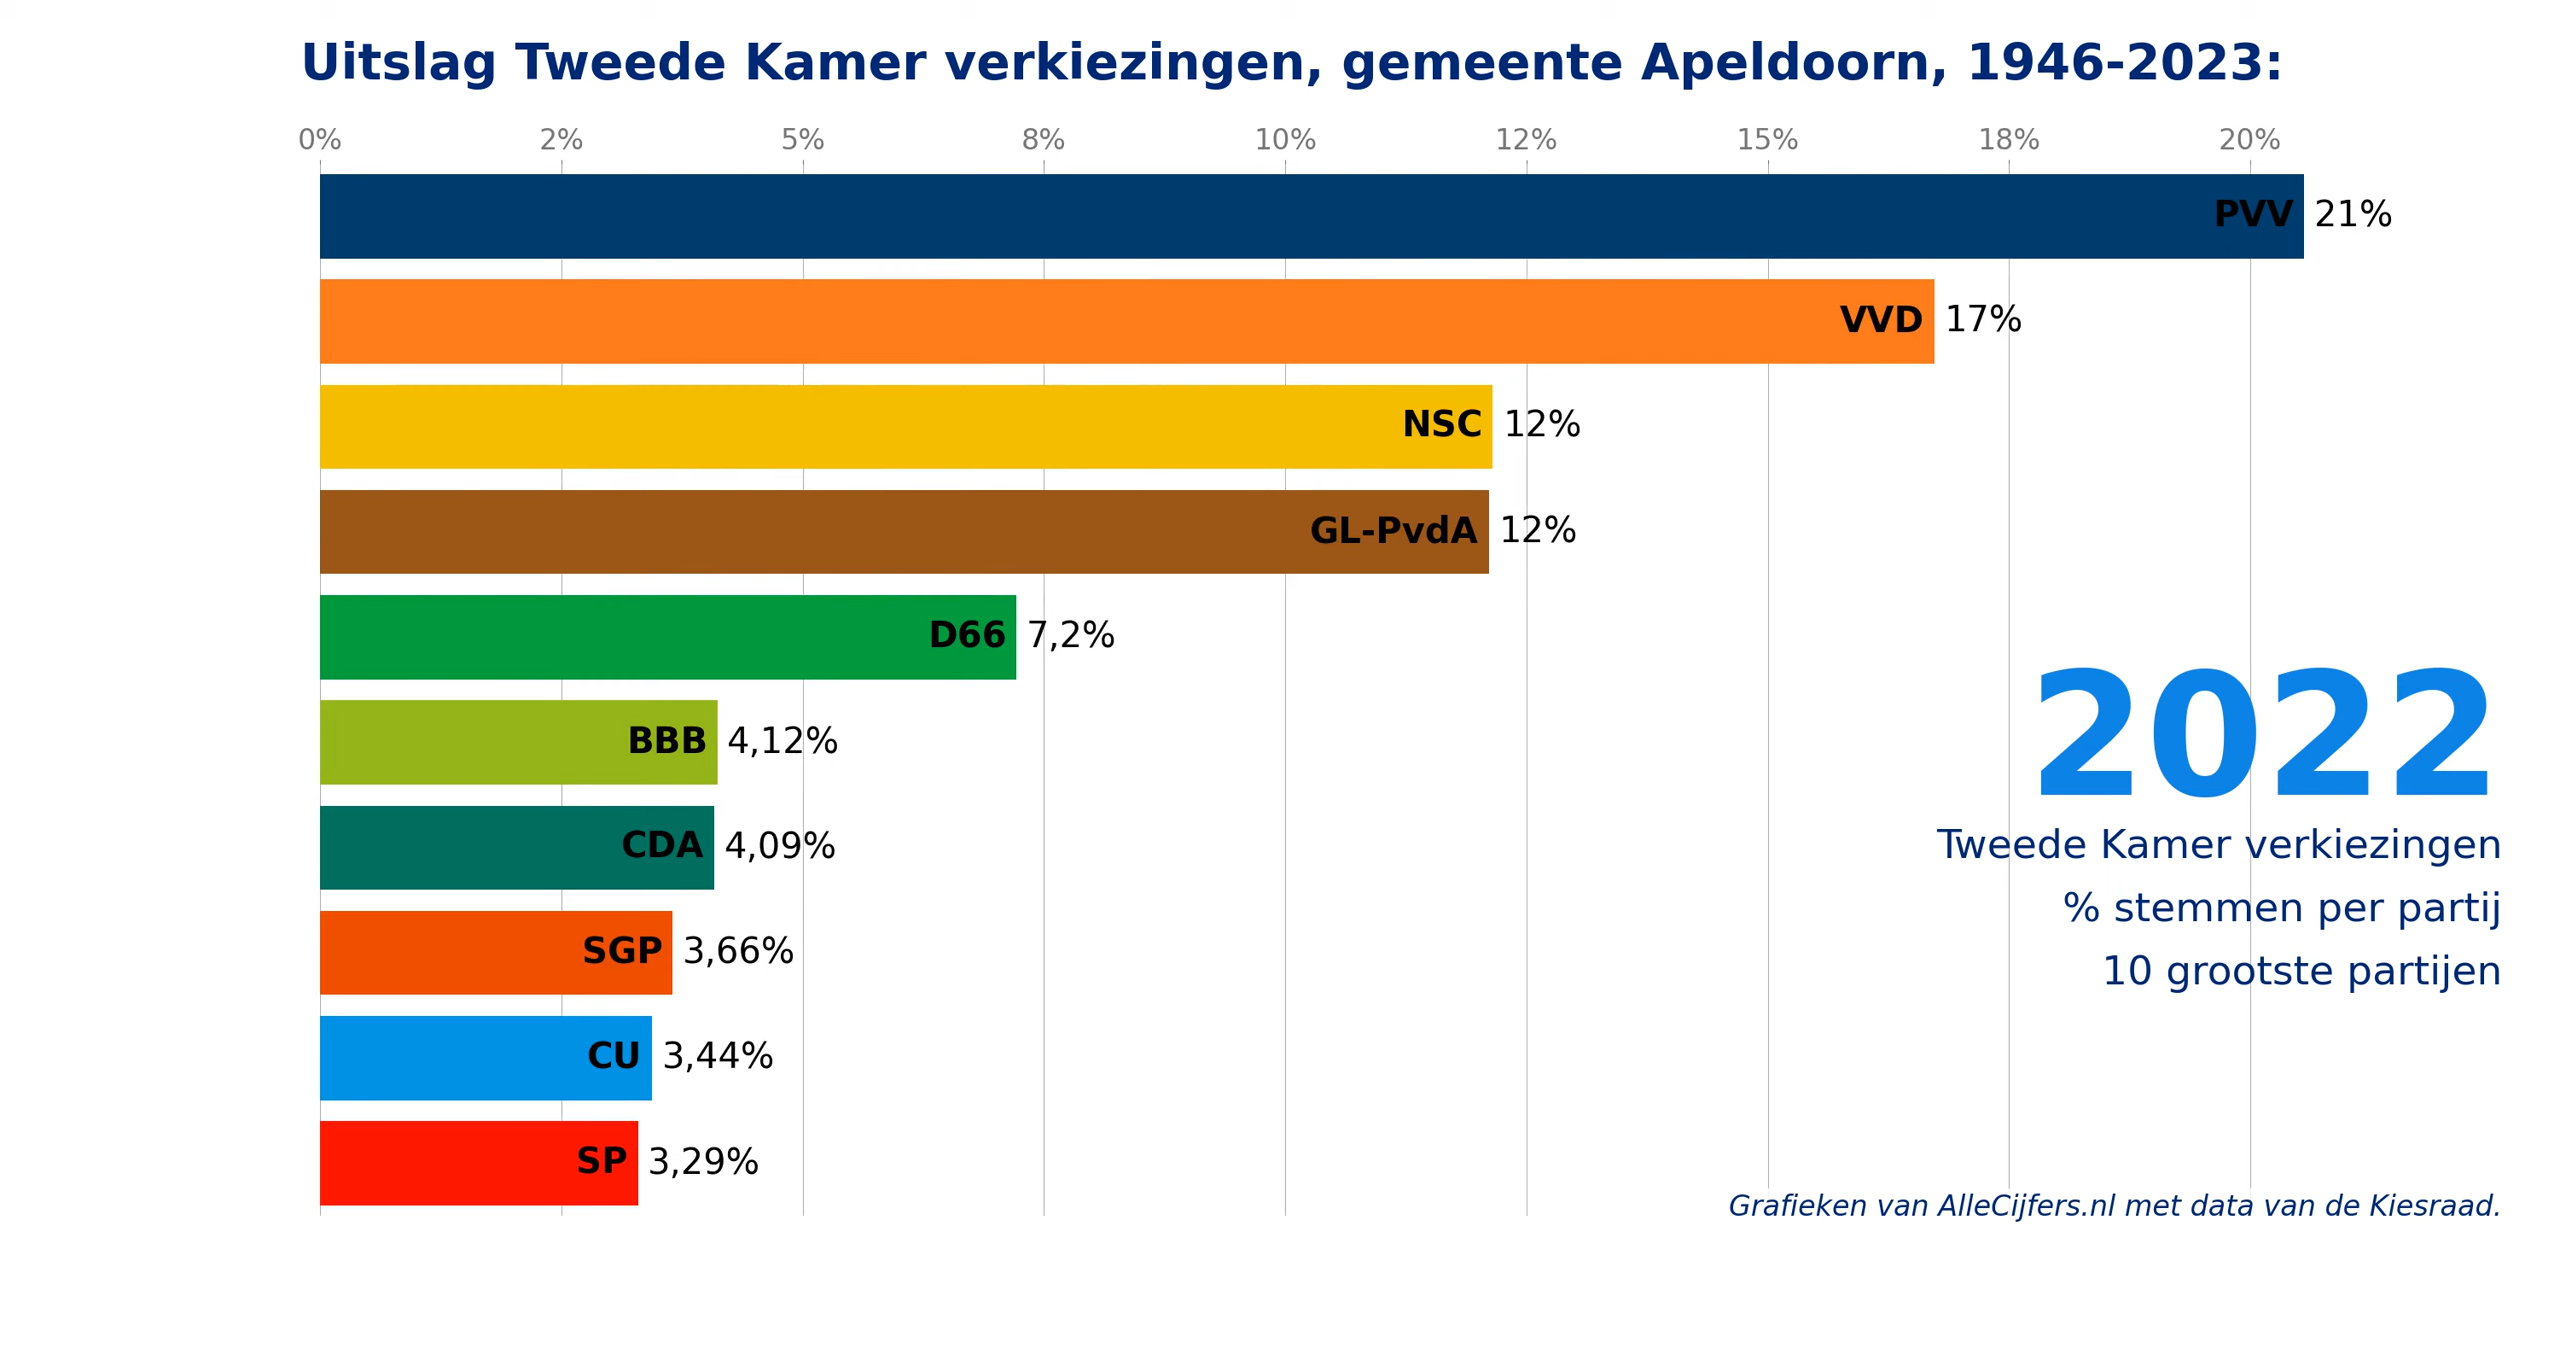 Uitslag Tweede Kamer verkiezingen, gemeente Apeldoorn, 1946-2023:
0% 2% 5% 8% 10% 12% 15% 18% 20%
PVV 21%
VVD 17%
NSC 12%
GL-PvdA 12%
D66 7,2%
BBB 4,12%
CDA 4,09%
SGP 3,66%
CU 3,44%
SP 3,29%
2022
Tweede Kamer verkiezingen
% stemmen per partij
10 grootste partijen
Grafieken van AlleCijfers.nl met data van de Kiesraad.